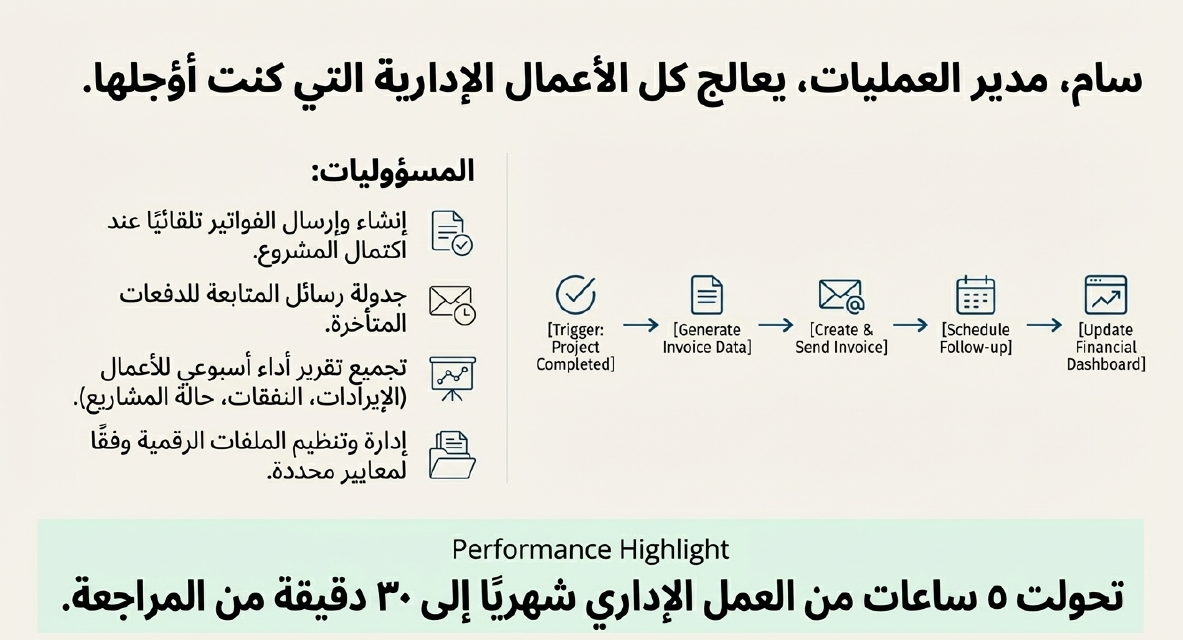 سام، مدير العمليات، يعالج كل الأعمال الإدارية التي كنت أؤجلها.
المسؤوليات:
إنشاء وإرسال الفواتير تلقائيًا عند
اكتمال المشروع.
جدولة رسائل المتابعة للدفعات
المتأخرة.
تجميع تقرير أداء أسبوعي للأعمال
(الإيرادات، النفقات، حالة المشاريع).
إدارة وتنظيم الملفات الرقمية وفقًا
لمعايير محددة.
[Trigger:
Project
Completed]
[Generate
Invoice Data]
[Create &
Send Invoice]
[Schedule
Follow-up]
[Update
Financial
Dashboard]
Performance Highlight
تحولت ٥ ساعات من العمل الإداري شهريًا إلى ٣٠ دقيقة من المراجعة.